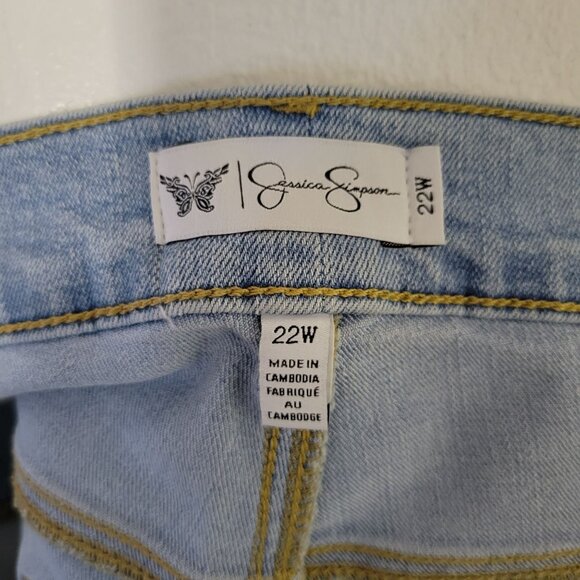 Jessica Simpson
22W
22W
MADE IN
CAMBODIA
FABRIQUÉ
AU
CAMBODGE